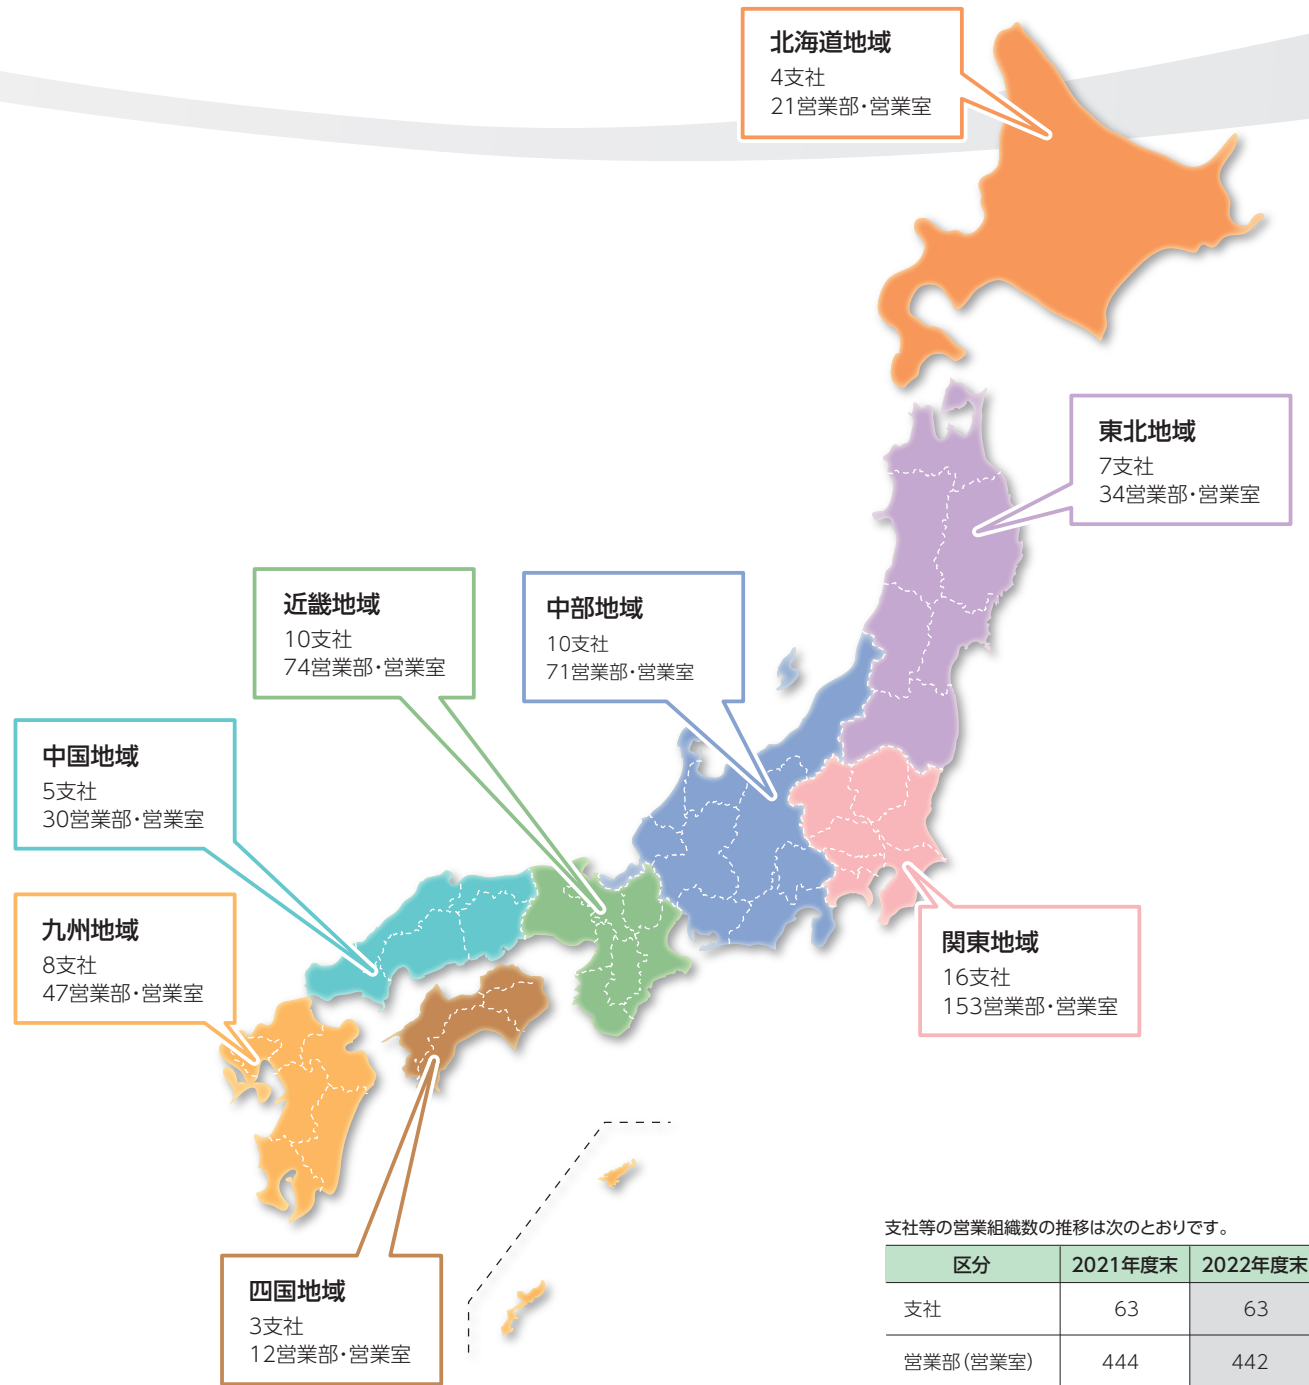 北海道地域
4支社
21営業部・営業室
東北地域
7支社
34営業部・営業室
近畿地域
10支社
74営業部・営業室
中部地域
10支社
71営業部・営業室
中国地域
5支社
30営業部・営業室
九州地域
8支社
47営業部・営業室
関東地域
16支社
153営業部・営業室
四国地域
3支社
12営業部・営業室
支社等の営業組織数の推移は次のとおりです。
区分 2021年度末 2022年度末
支社 63 63
営業部(営業室) 444 442